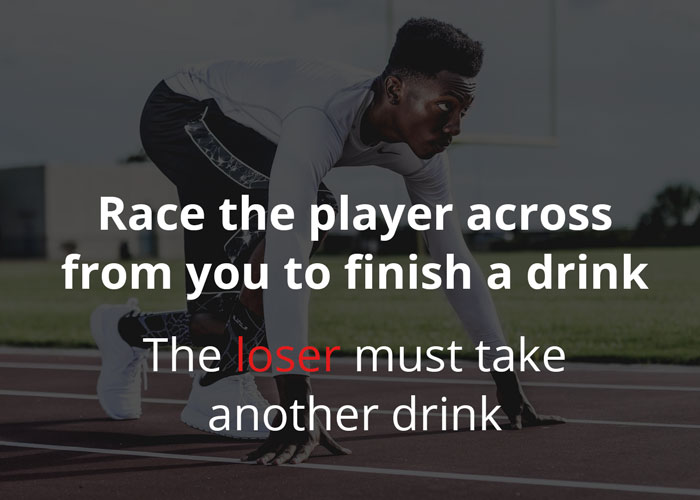 Race the player across
from you to finish a drink
The loser must take
another drink